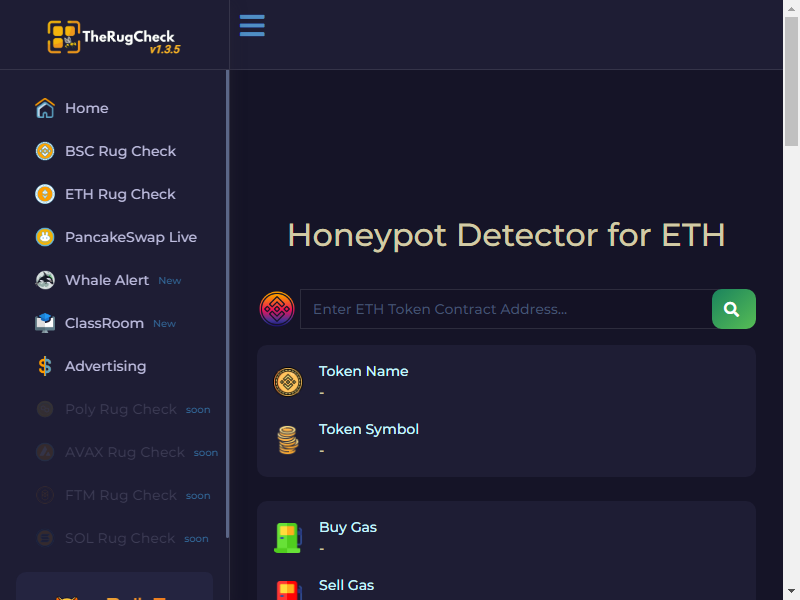 TheRugCheck
v1.3.5
Home
BSC Rug Check
ETH Rug Check
PancakeSwap Live
Whale Alert New
ClassRoom New
Advertising
Poly Rug Check soon
AVAX Rug Check soon
FTM Rug Check soon
SOL Rug Check soon
Honeypot Detector for ETH
Enter ETH Token Contract Address...
Token Name
-
Token Symbol
-
Buy Gas
-
Sell Gas